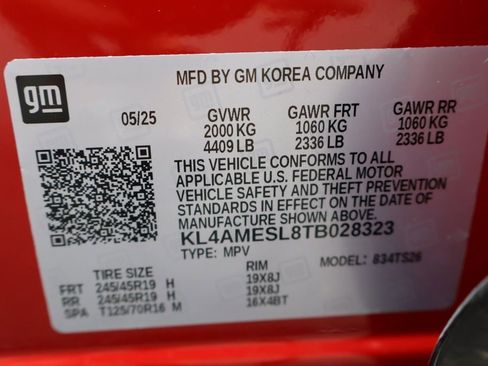 gm
MFD BY GM KOREA COMPANY
05/25 GVWR GAWR FRT GAWR RR
2000 KG 1060 KG 1060 KG
4409 LB 2336 LB 2336 LB
THIS VEHICLE CONFORMS TO ALL
APPLICABLE U.S. FEDERAL MOTOR
VEHICLE SAFETY AND THEFT PREVENTION
STANDARDS IN EFFECT ON THE DATE OF
MANUFACTURE SHOWN ABOVE.
KL4AMESL8TB028323
TYPE: MPV MODEL: 834TS26
TIRE SIZE RIM
FRT 245/45R19 H 19X8J
RR 245/45R19 H 19X8J
SPA T125/70R16 M 16X4BT